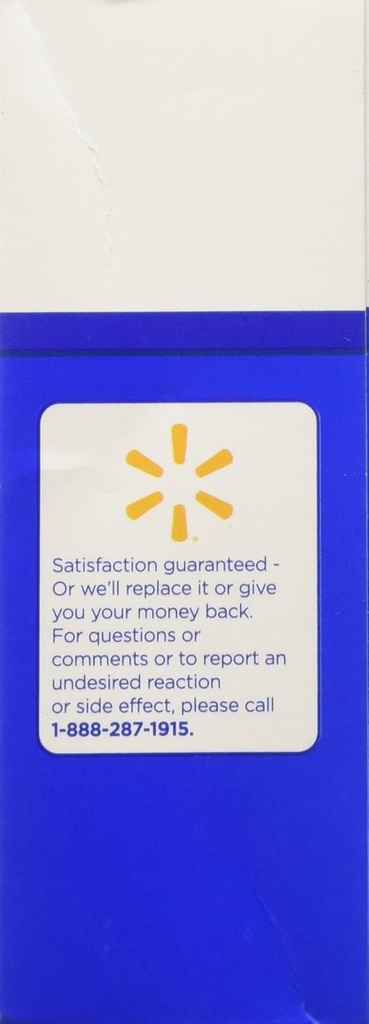 Satisfaction guaranteed -
Or we'll replace it or give
you your money back.
For questions or
comments or to report an
undesired reaction
or side effect, please call
1-888-287-1915.